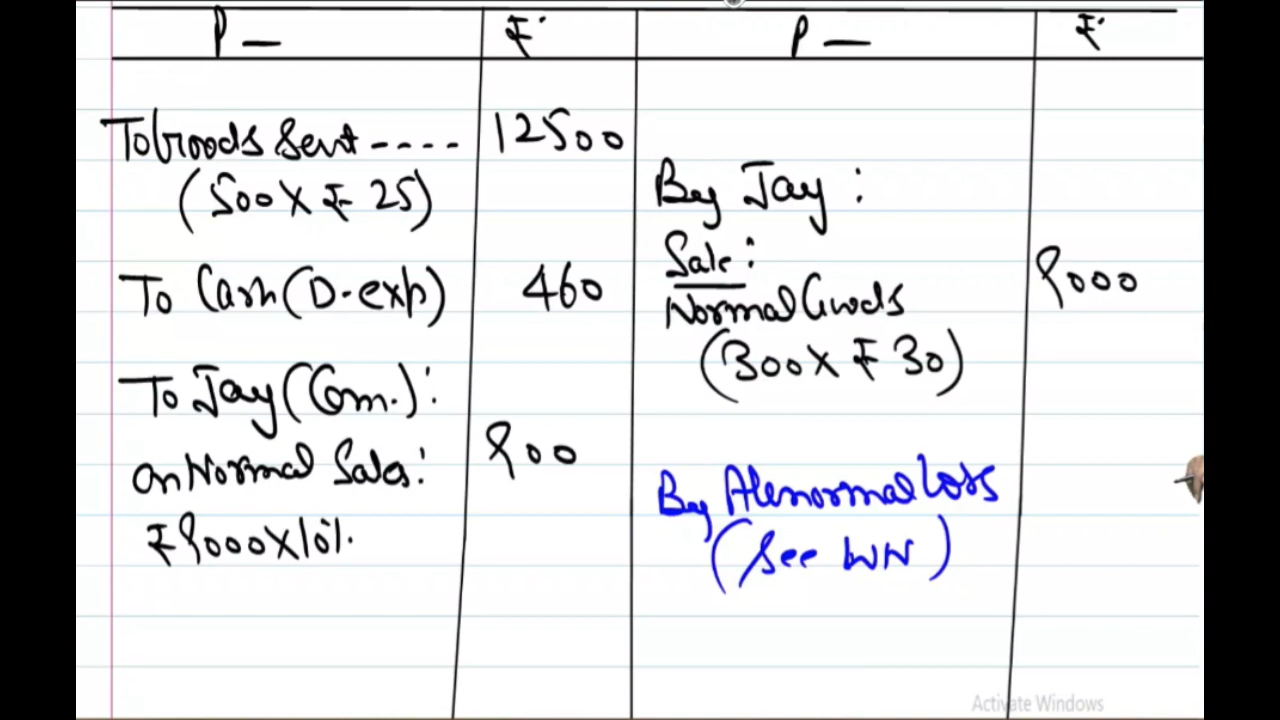 P — ₹ P — ₹
To Goods Sent ---- 12500
(500 X ₹ 25)
To Cash (D. exp) 460
To Jay (Com.):
on Normal Sales: 900
₹ 9000 X 10%
By Jay :
Sale:
Normal Goods 9000
(300 X ₹ 30)
By Abnormal Loss
(See WN)
Activate Windows